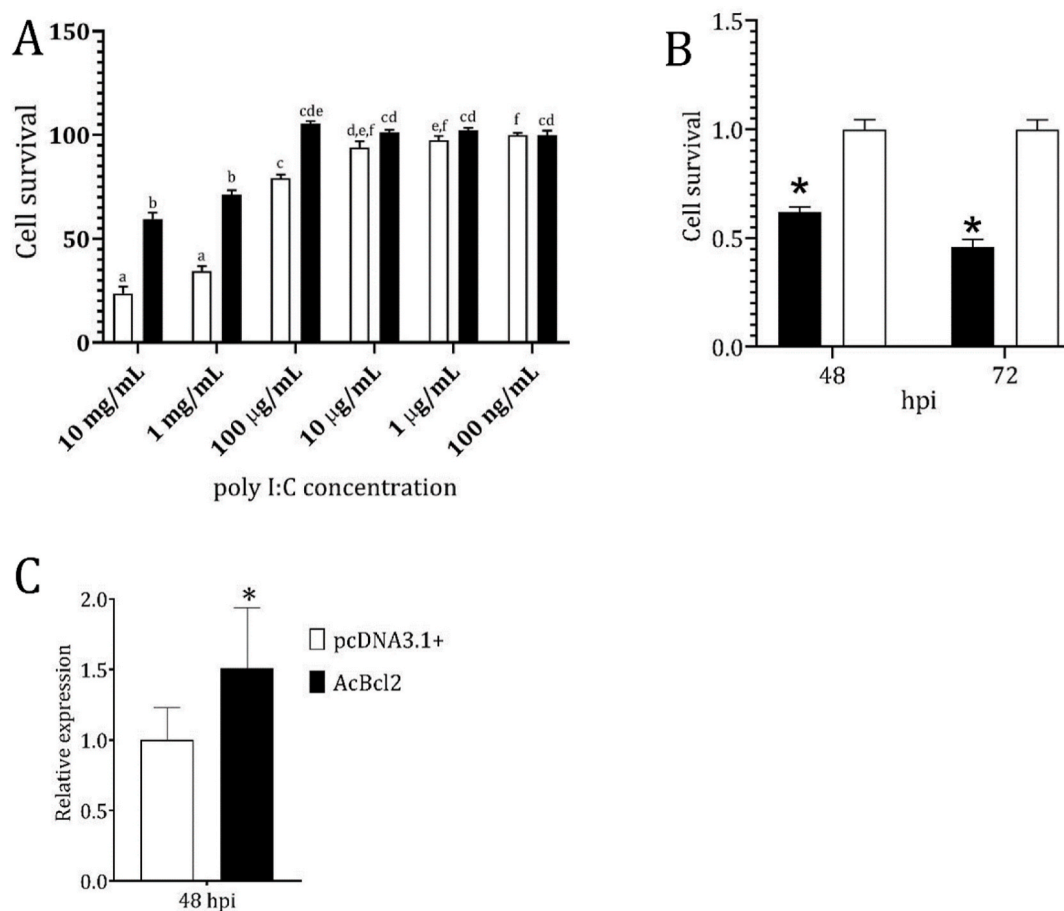 A
150
100
50
0
Cell survival
a
b
a
b
c
cde
d,e,f
cd
e,f
cd
f
cd
10 mg/mL
1 mg/mL
100 μg/mL
10 μg/mL
1 μg/mL
100 ng/mL
poly I:C concentration
B
1.5
1.0
0.5
0.0
Cell survival
*
*
48
72
hpi
C
2.0
1.5
1.0
0.5
0.0
Relative expression
*
48 hpi
pcDNA3.1+
AcBcl2